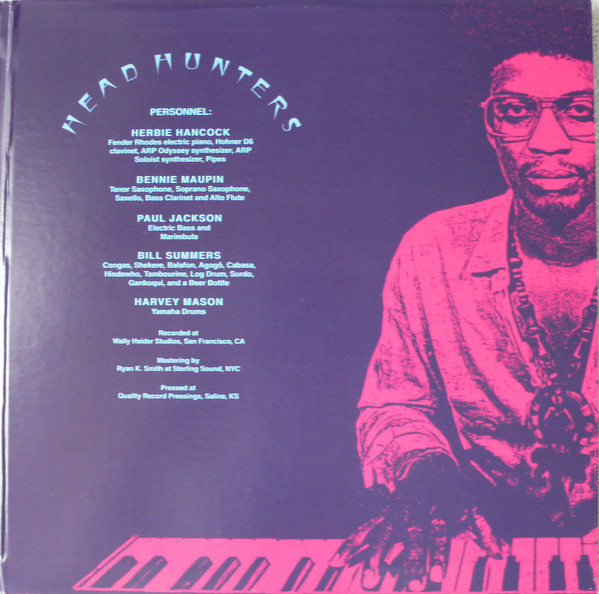 HEAD HUNTERS
PERSONNEL:
HERBIE HANCOCK
Fender Rhodes electric piano, Hohner D6
clavinet, ARP Odyssey synthesizer, ARP
Soloist synthesizer, Pipes
BENNIE MAUPIN
Tenor Saxophone, Soprano Saxophone,
Saxello, Bass Clarinet and Alto Flute
PAUL JACKSON
Electric Bass and
Marimbula
BILL SUMMERS
Congas, Shekere, Balafon, Agogô, Cabasa,
Hindewho, Tambourine, Log Drum, Surdo,
Gankoqui, and a Beer Bottle
HARVEY MASON
Yamaha Drums
Recorded at
Wally Heider Studios, San Francisco, CA
Mastering by
Ryan K. Smith at Sterling Sound, NYC
Pressed at
Quality Record Pressings, Salina, KS